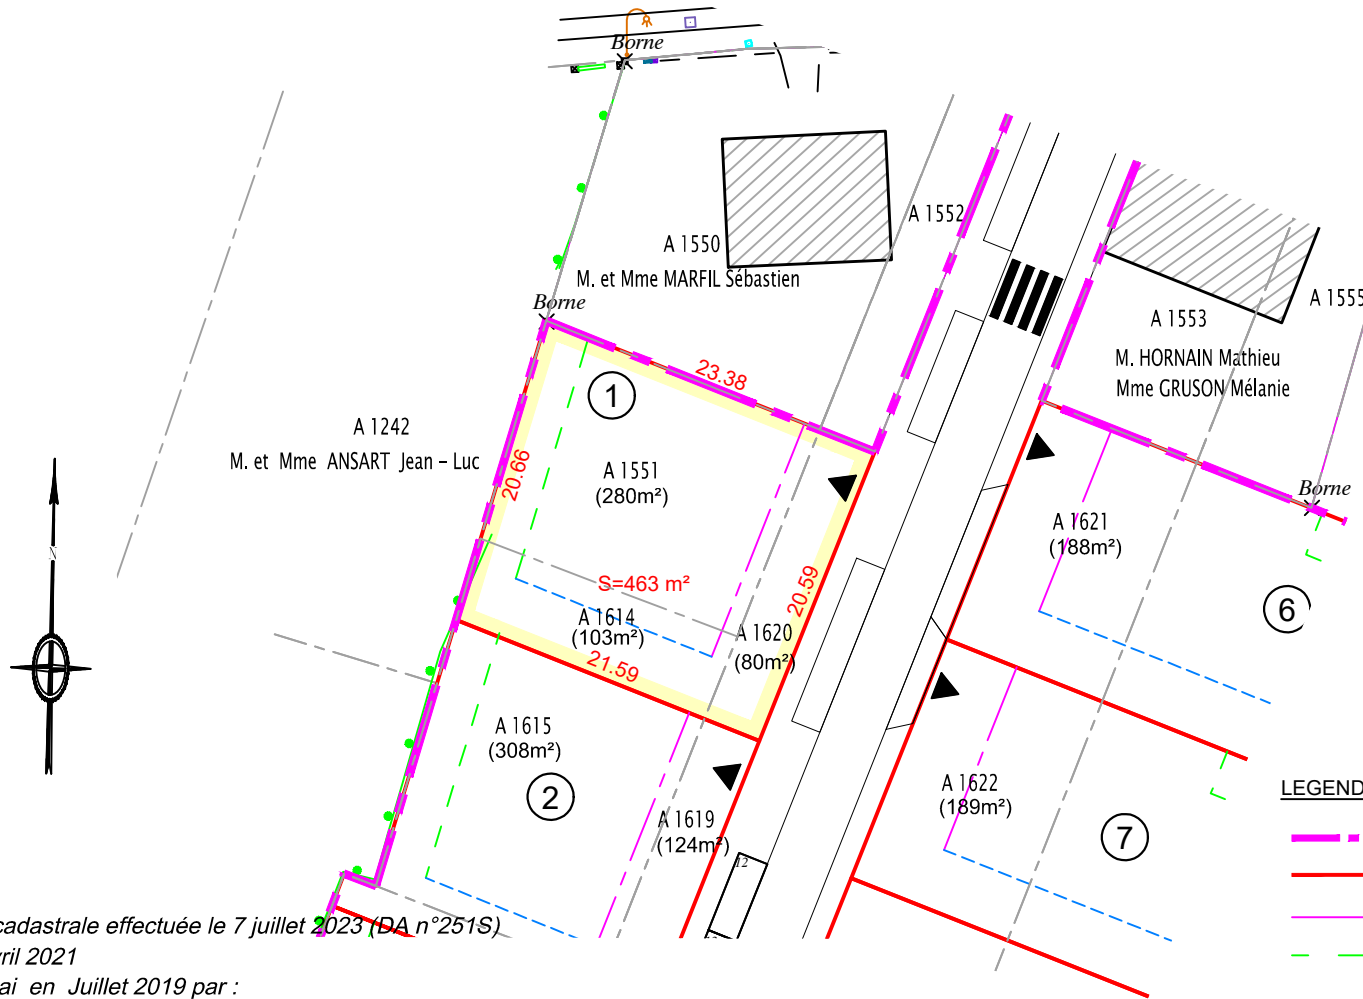 Borne
A 1552
A 1550
M. et Mme MARFIL Sébastien
Borne
A 1555
A 1553
M. HORNAIN Mathieu
Mme GRUSON Mélanie
23.38
1
A 1242
M. et Mme ANSART Jean – Luc
20.66
A 1551
(280m²)
Borne
A 1621
(188m²)
N
S=463 m²
20.59
6
A 1614
(103m²)
A 1620
(80m²)
21.59
A 1615
(308m²)
2
A 1622
(189m²)
LEGEND
A 1619
(124m²)
7
12
cadastrale effectuée le 7 juillet 2023 (DA n°251S)
vril 2021
ai en Juillet 2019 par :